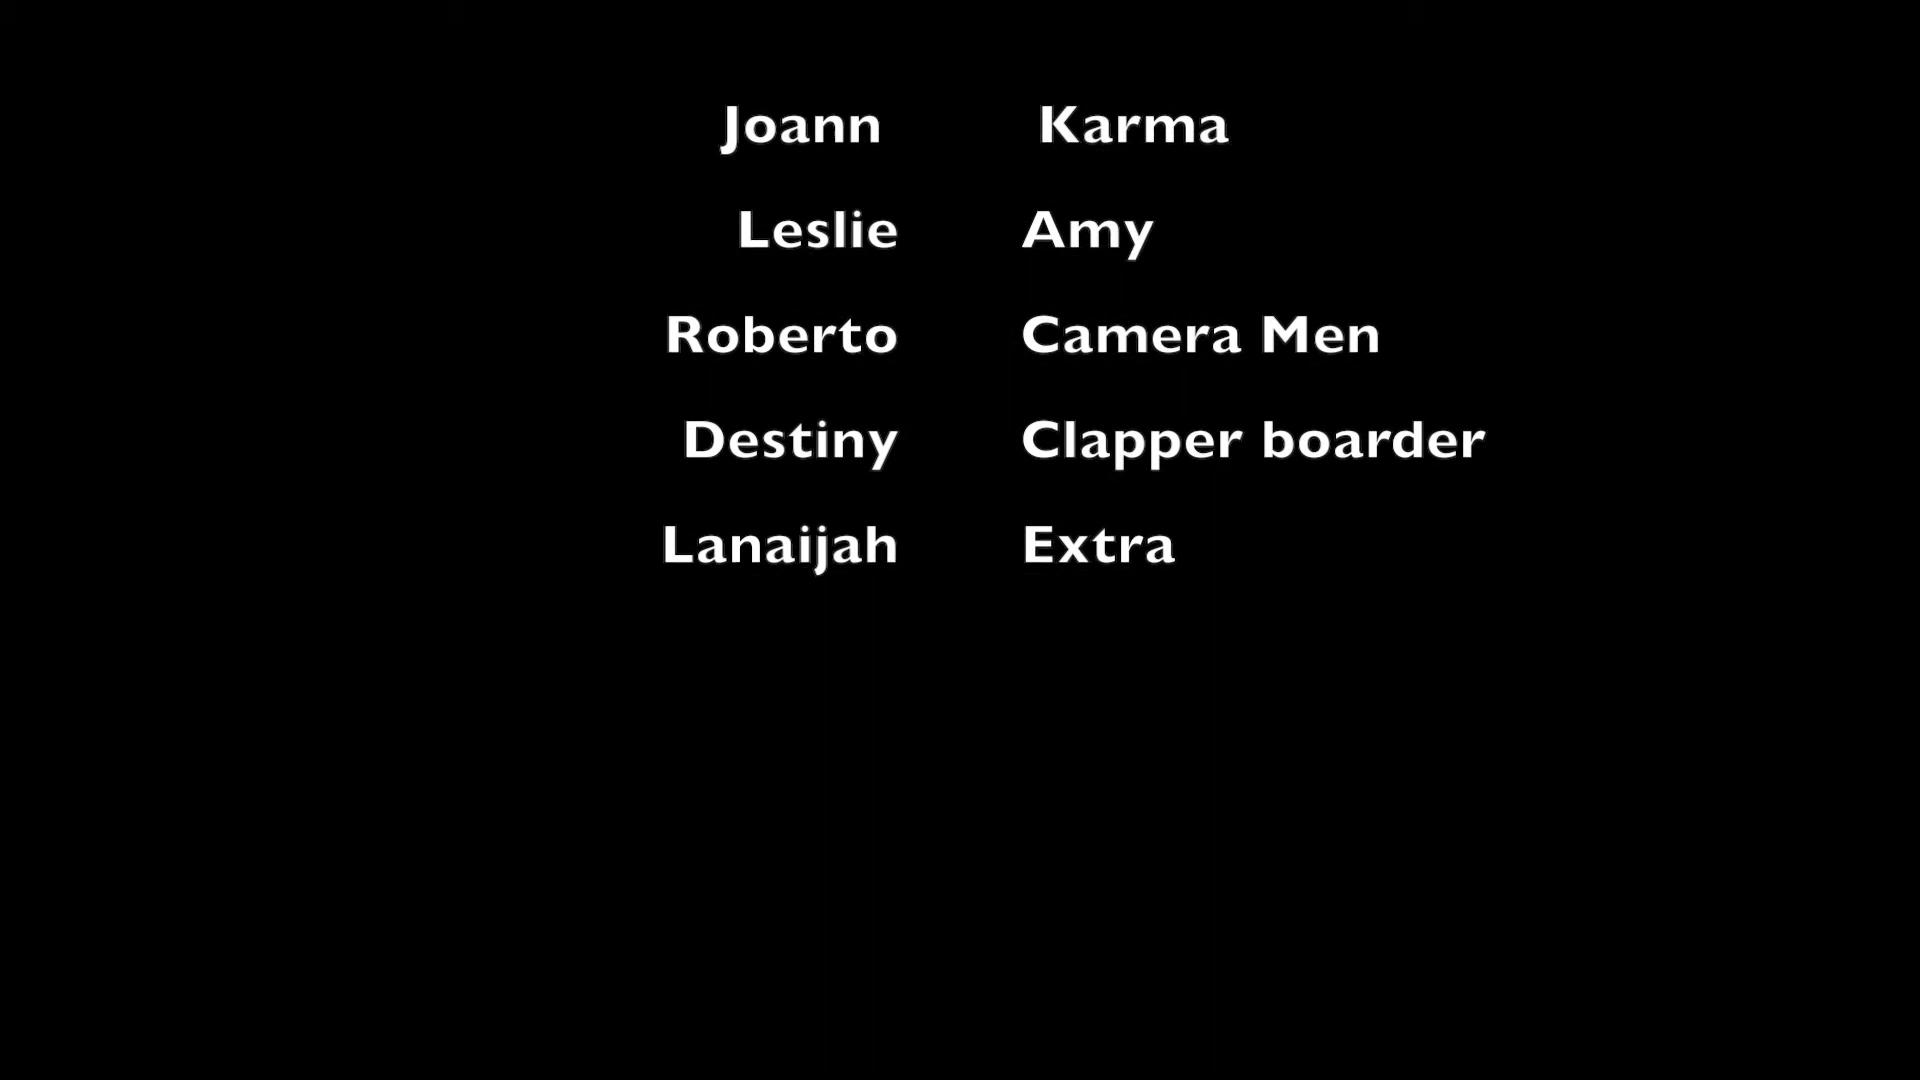 Joann Karma
Leslie Amy
Roberto Camera Men
Destiny Clapper boarder
Lanaijah Extra